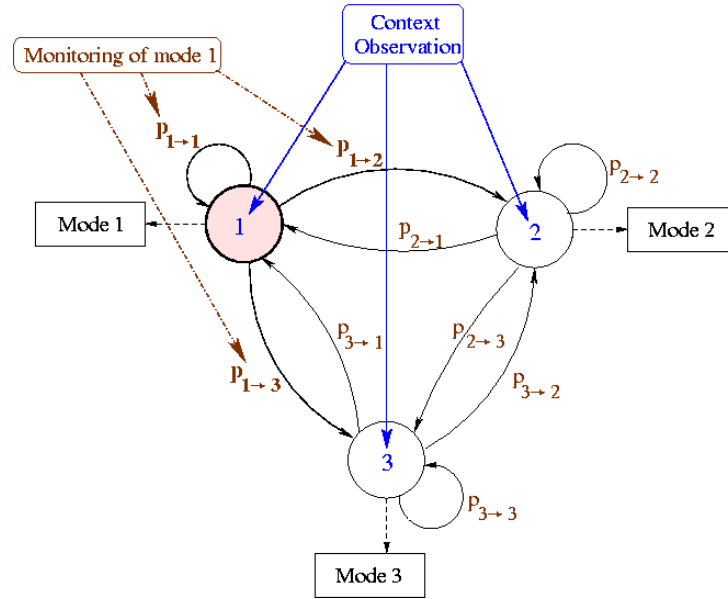 Context
Observation
Monitoring of mode 1
p1→1
p1→2
p2→2
Mode 1
1
p2→1
2
Mode 2
p3→1
p2→3
p1→3
p3→2
3
p3→3
Mode 3